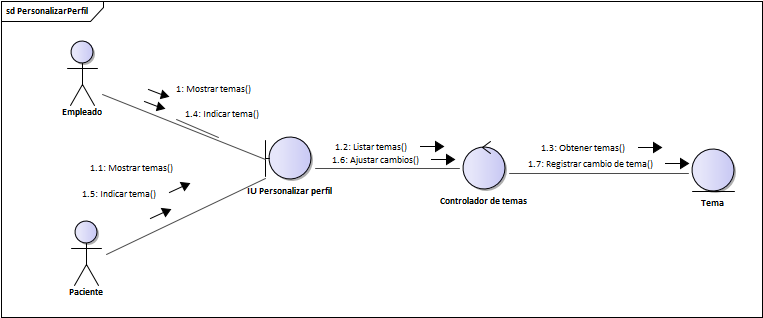 sd PersonalizarPerfil
1: Mostrar temas()
1.4: Indicar tema()
Empleado
1.1: Mostrar temas()
1.5: Indicar tema()
IU Personalizar perfil
1.2: Listar temas()
1.6: Ajustar cambios()
Controlador de temas
1.3: Obtener temas()
1.7: Registrar cambio de tema()
Tema
Paciente